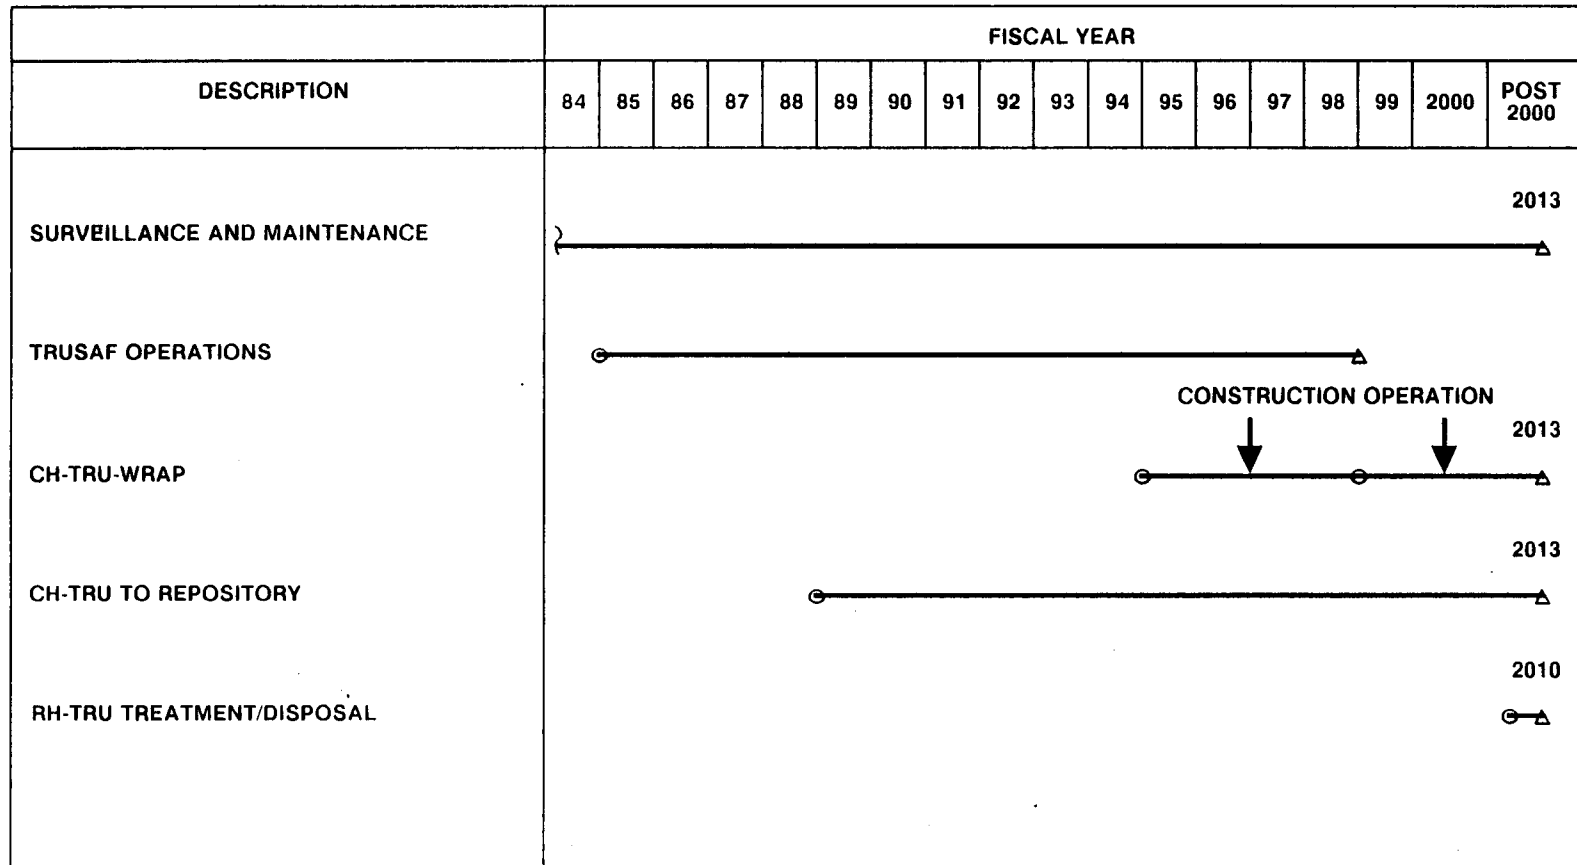 FISCAL YEAR
DESCRIPTION
84 85 86 87 88 89 90 91 92 93 94 95 96 97 98 99 2000 POST 2000
2013
SURVEILLANCE AND MAINTENANCE
TRUSAF OPERATIONS
CONSTRUCTION OPERATION
2013
CH-TRU-WRAP
2013
CH-TRU TO REPOSITORY
2010
RH-TRU TREATMENT/DISPOSAL